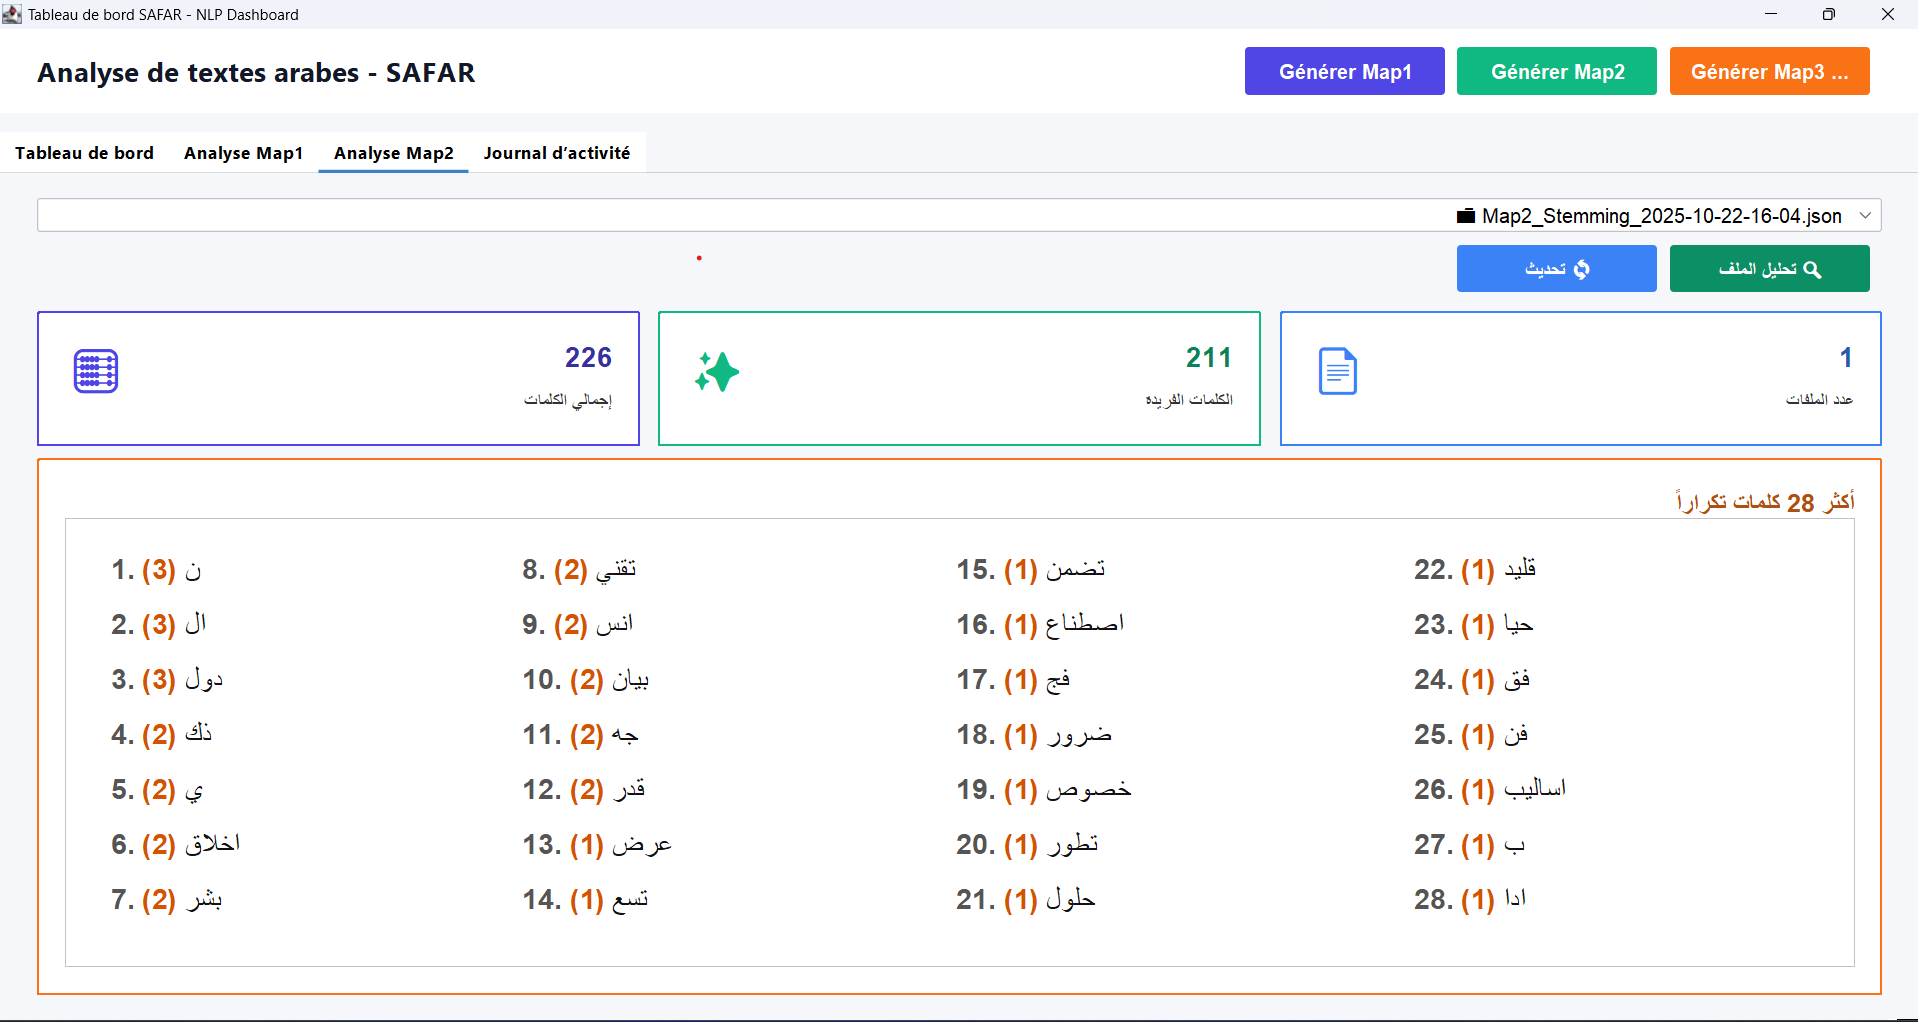 Tableau de bord SAFAR - NLP Dashboard
Analyse de textes arabes - SAFAR
Générer Map1
Générer Map2
Générer Map3 ...
Tableau de bord
Analyse Map1
Analyse Map2
Journal d’activité
Map2_Stemming_2025-10-22-16-04.json
تحليل الملف
تحديث
1
عدد الملفات
211
الكلمات الفريدة
226
إجمالي الكلمات
أكثر 28 كلمات تكراراً
1. (3) ن
2. (3) ال
3. (3) دول
4. (2) ذك
5. (2) ي
6. (2) اخلاق
7. (2) بشر
8. (2) تقني
9. (2) انس
10. (2) بيان
11. (2) جه
12. (2) قدر
13. (1) عرض
14. (1) تسع
15. (1) تضمن
16. (1) اصطناع
17. (1) فج
18. (1) ضرور
19. (1) خصوص
20. (1) تطور
21. (1) حلول
22. (1) قليد
23. (1) حيا
24. (1) فق
25. (1) فن
26. (1) اساليب
27. (1) ب
28. (1) ادا